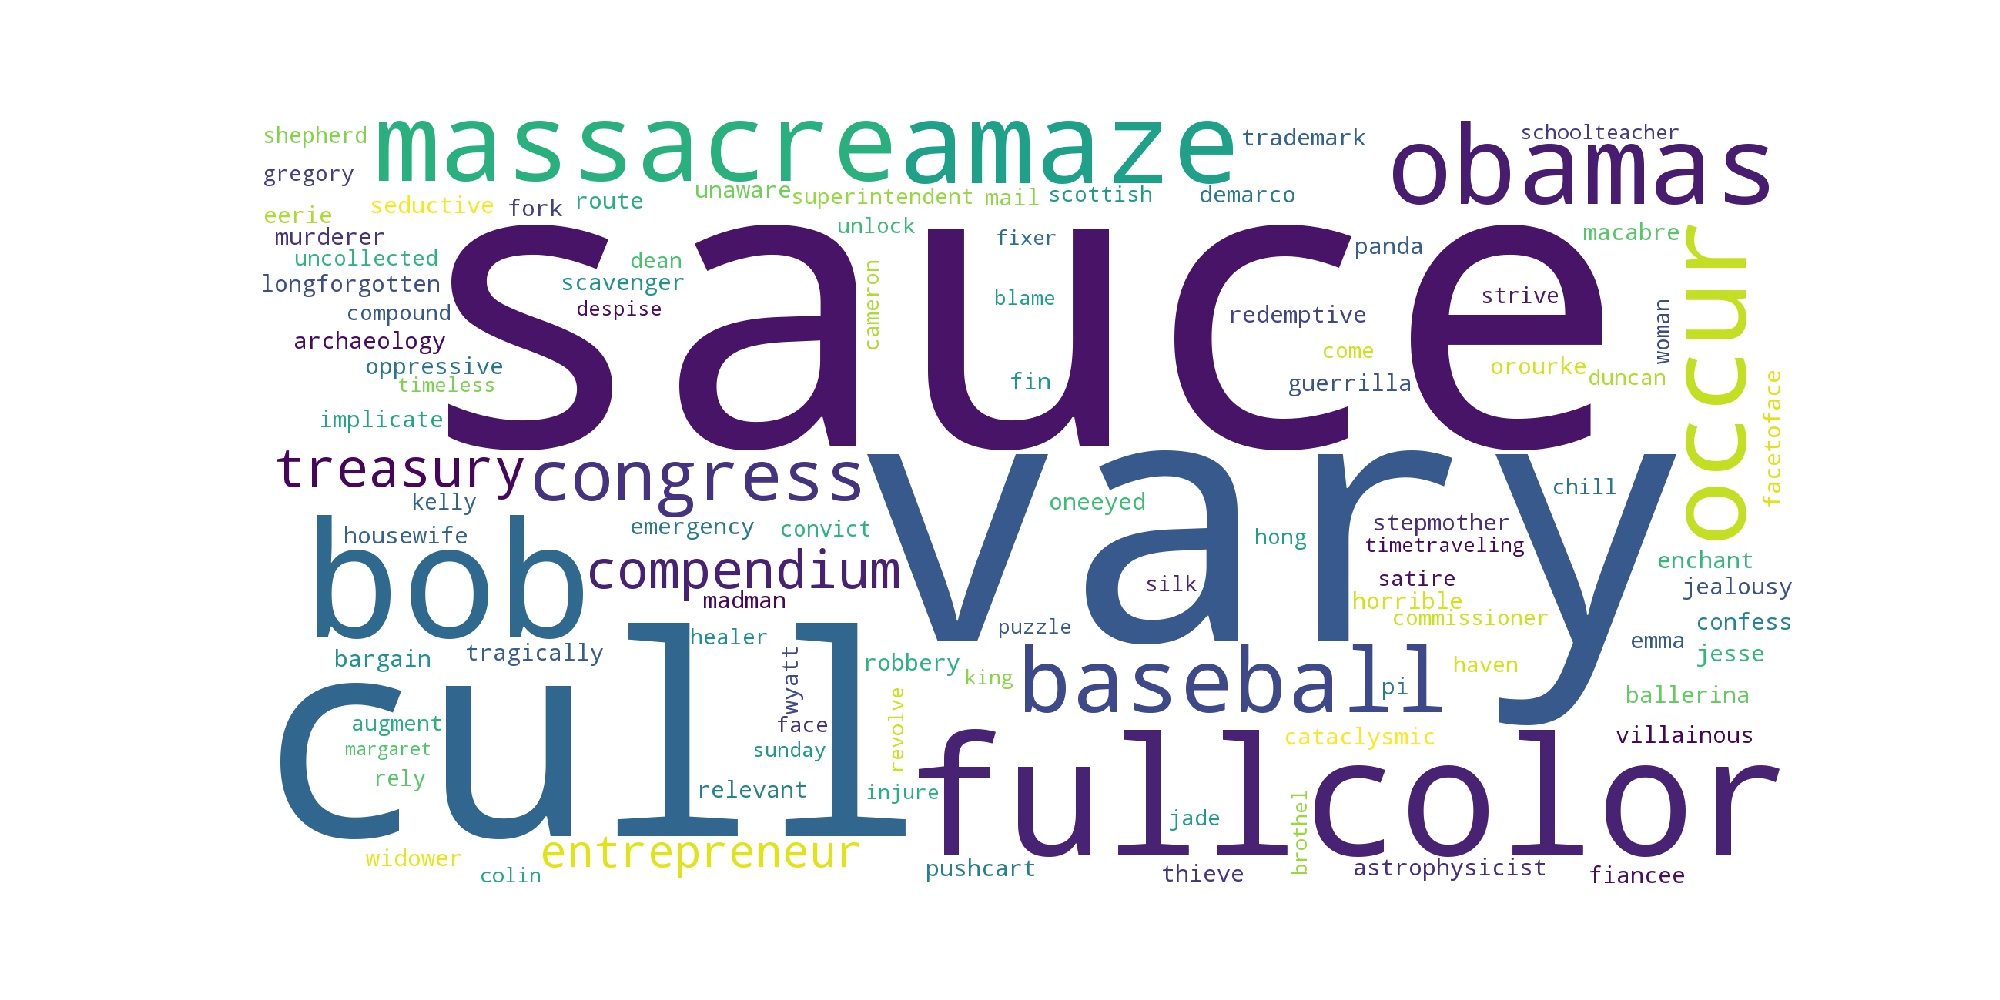 shepherd
massacre
amaze
trademark
obamas
schoolteacher
gregory
unaware
superintendent
mail
scottish
demarco
eerie
seductive
fork
route
unlock
fixer
panda
macabre
occur
murderer
uncollected
dean
longforgotten
scavenger
cameron
blame
strive
sauce
compound
despise
redemptive
woman
archaeology
come
oppressive
timeless
fin
guerrilla
orourke
duncan
implicate
facetoface
treasury
congress
vary
kelly
oneeyed
chill
housewife
emergency
convict
hong
stepmother
timetraveling
bob
compendium
silk
satire
enchant
jealousy
madman
horrible
commissioner
healer
puzzle
emma
confess
bargain
tragically
wyatt
robbery
king
baseball
pi
haven
jesse
cull
augment
face
revolve
ballerina
margaret
sunday
cataclysmic
villainous
rely
relevant
injure
fullcolor
jade
brothel
widower
entrepreneur
colin
pushcart
thieve
astrophysicist
fiancee